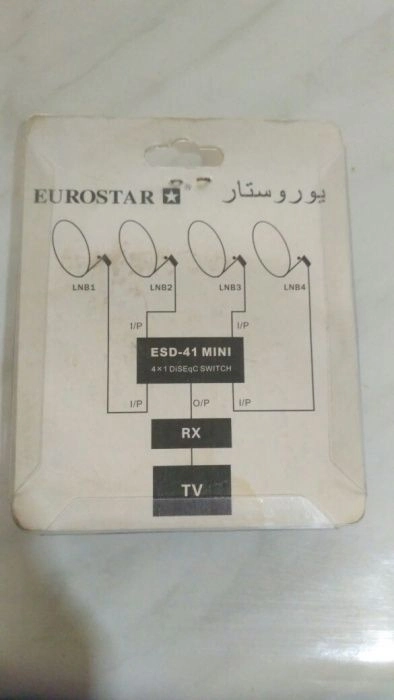 EUROSTAR ® يوروستار
LNB1 LNB2 LNB3 LNB4
I/P I/P
ESD-41 MINI
4×1 DiSEqC SWITCH
I/P O/P I/P
RX
TV